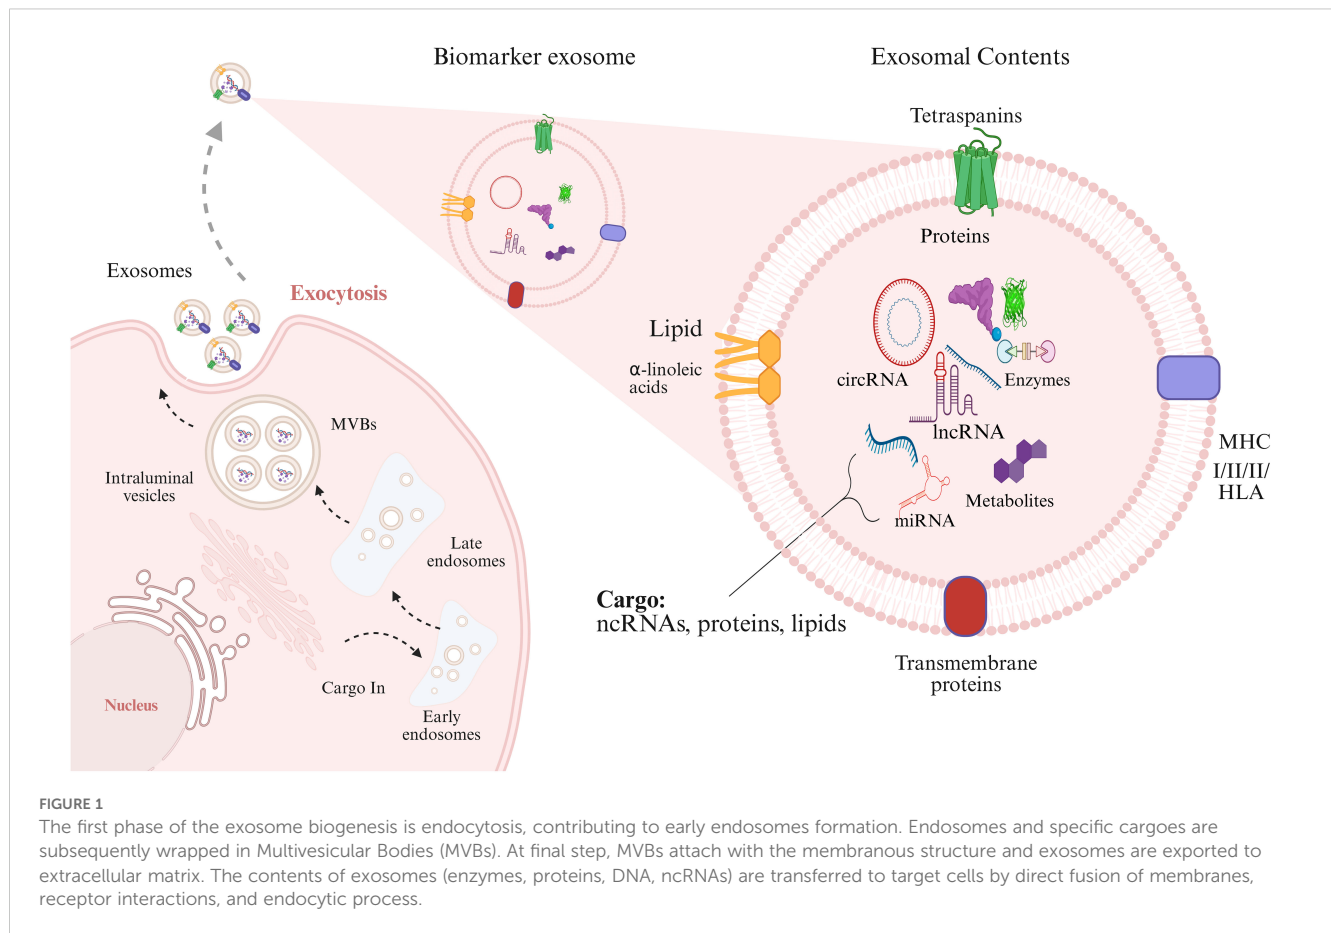 Biomarker exosome
Exosomal Contents
Tetraspanins
Proteins
Exosomes
Exocytosis
Lipid
α-linoleic
acids
circRNA
Enzymes
lncRNA
MVBs
MHC
I/II/II/
HLA
Intraluminal
vesicles
Metabolites
miRNA
Late
endosomes
Cargo:
ncRNAs, proteins, lipids
Transmembrane
proteins
Cargo In
Nucleus
Early
endosomes
FIGURE 1
The first phase of the exosome biogenesis is endocytosis, contributing to early endosomes formation. Endosomes and specific cargoes are
subsequently wrapped in Multivesicular Bodies (MVBs). At final step, MVBs attach with the membranous structure and exosomes are exported to
extracellular matrix. The contents of exosomes (enzymes, proteins, DNA, ncRNAs) are transferred to target cells by direct fusion of membranes,
receptor interactions, and endocytic process.